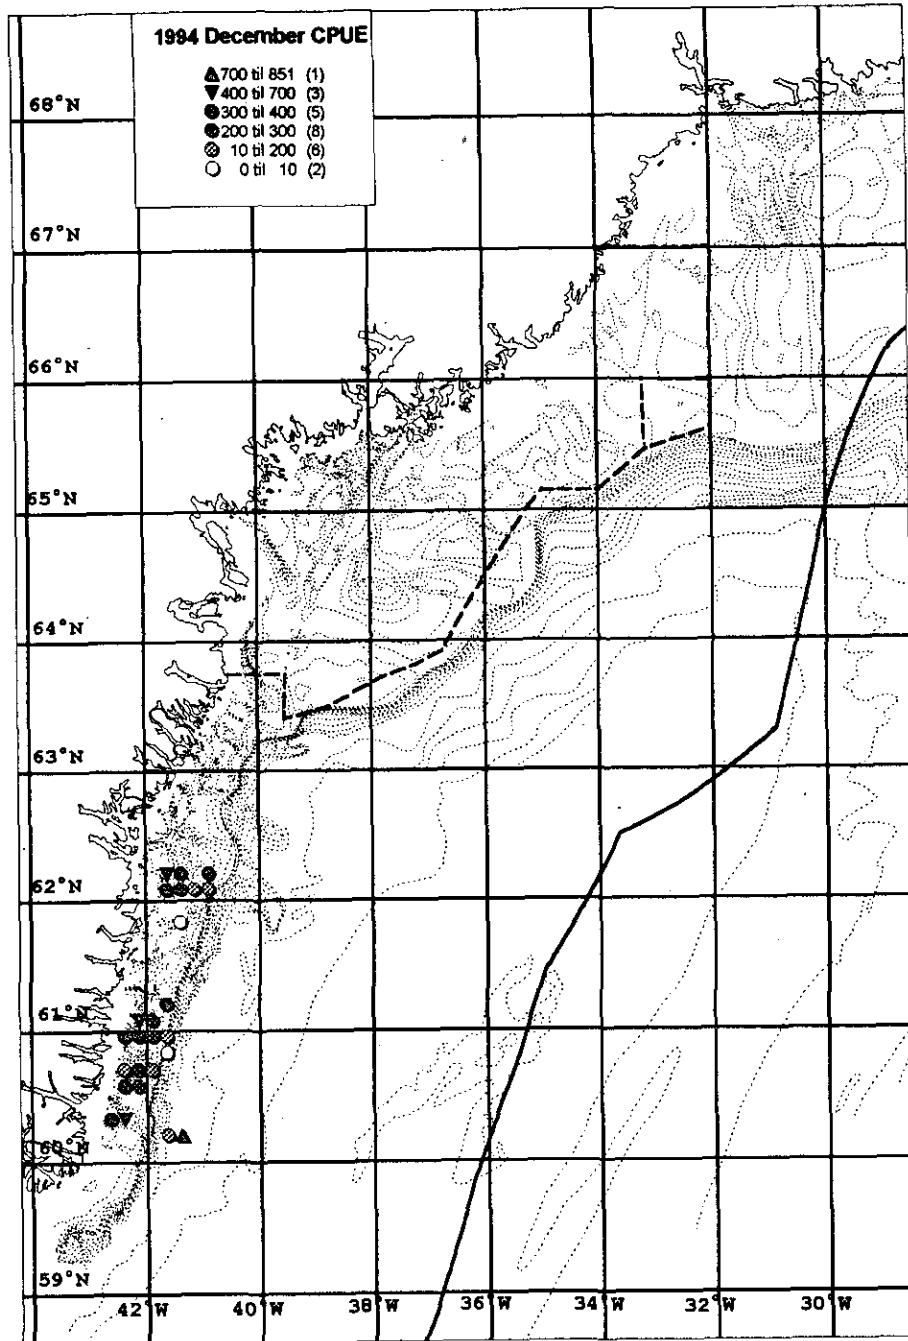 1994 December CPUE
700 til 851 (1)
400 til 700 (3)
300 til 400 (5)
200 til 300 (8)
10 til 200 (6)
0 til 10 (2)
68°N
67°N
66°N
65°N
64°N
63°N
62°N
61°N
60°N
59°N
42°W 40°W 38°W 36°W 34°W 32°W 30°W